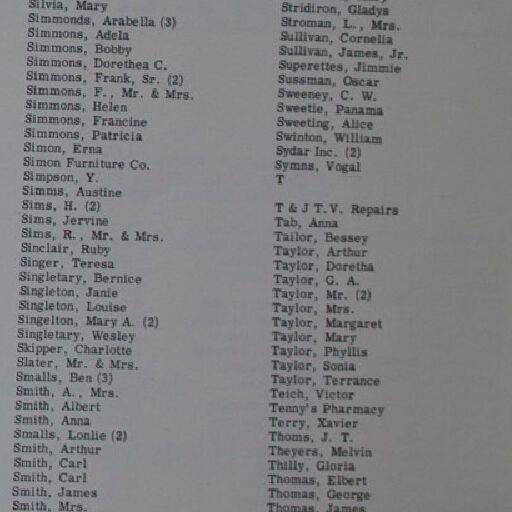 Silvia, Mary
Simmonds, Arabella (3)
Simmons, Adela
Simmons, Bobby
Simmons, Dorethea C.
Simmons, Frank, Sr. (2)
Simmons, F., Mr. & Mrs.
Simmons, Helen
Simmons, Francine
Simmons, Patricia
Simon, Erna
Simon Furniture Co.
Simpson, Y.
Simms, Austine
Sims, H. (2)
Sims, Jervine
Sims, R., Mr. & Mrs.
Sinclair, Ruby
Singer, Teresa
Singletary, Bernice
Singleton, Janie
Singleton, Louise
Singelton, Mary A. (2)
Singletary, Wesley
Skipper, Charlotte
Slater, Mr. & Mrs.
Smalls, Ben (3)
Smith, A., Mrs.
Smith, Albert
Smith, Anna
Smalls, Lonlie (2)
Smith, Arthur
Smith, Carl
Smith, Carl
Smith, James
Smith, Mrs.
Stridiron, Gladys
Stroman, L., Mrs.
Sullivan, Cornelia
Sullivan, James, Jr.
Superettes, Jimmie
Sussman, Oscar
Sweeney, C. W.
Sweetie, Panama
Sweeting, Alice
Swinton, William
Sydar Inc. (2)
Symns, Vogal
T
T & J T.V. Repairs
Tab, Anna
Tailor, Bessey
Taylor, Arthur
Taylor, Doretha
Taylor, G. A.
Taylor, Mr. (2)
Taylor, Mrs.
Taylor, Margaret
Taylor, Mary
Taylor, Phyllis
Taylor, Sonia
Taylor, Terrance
Teich, Victor
Tenny's Pharmacy
Terry, Xavier
Thoms, J. T.
Theyers, Melvin
Thilly, Gloria
Thomas, Elbert
Thomas, George
Thomas, James